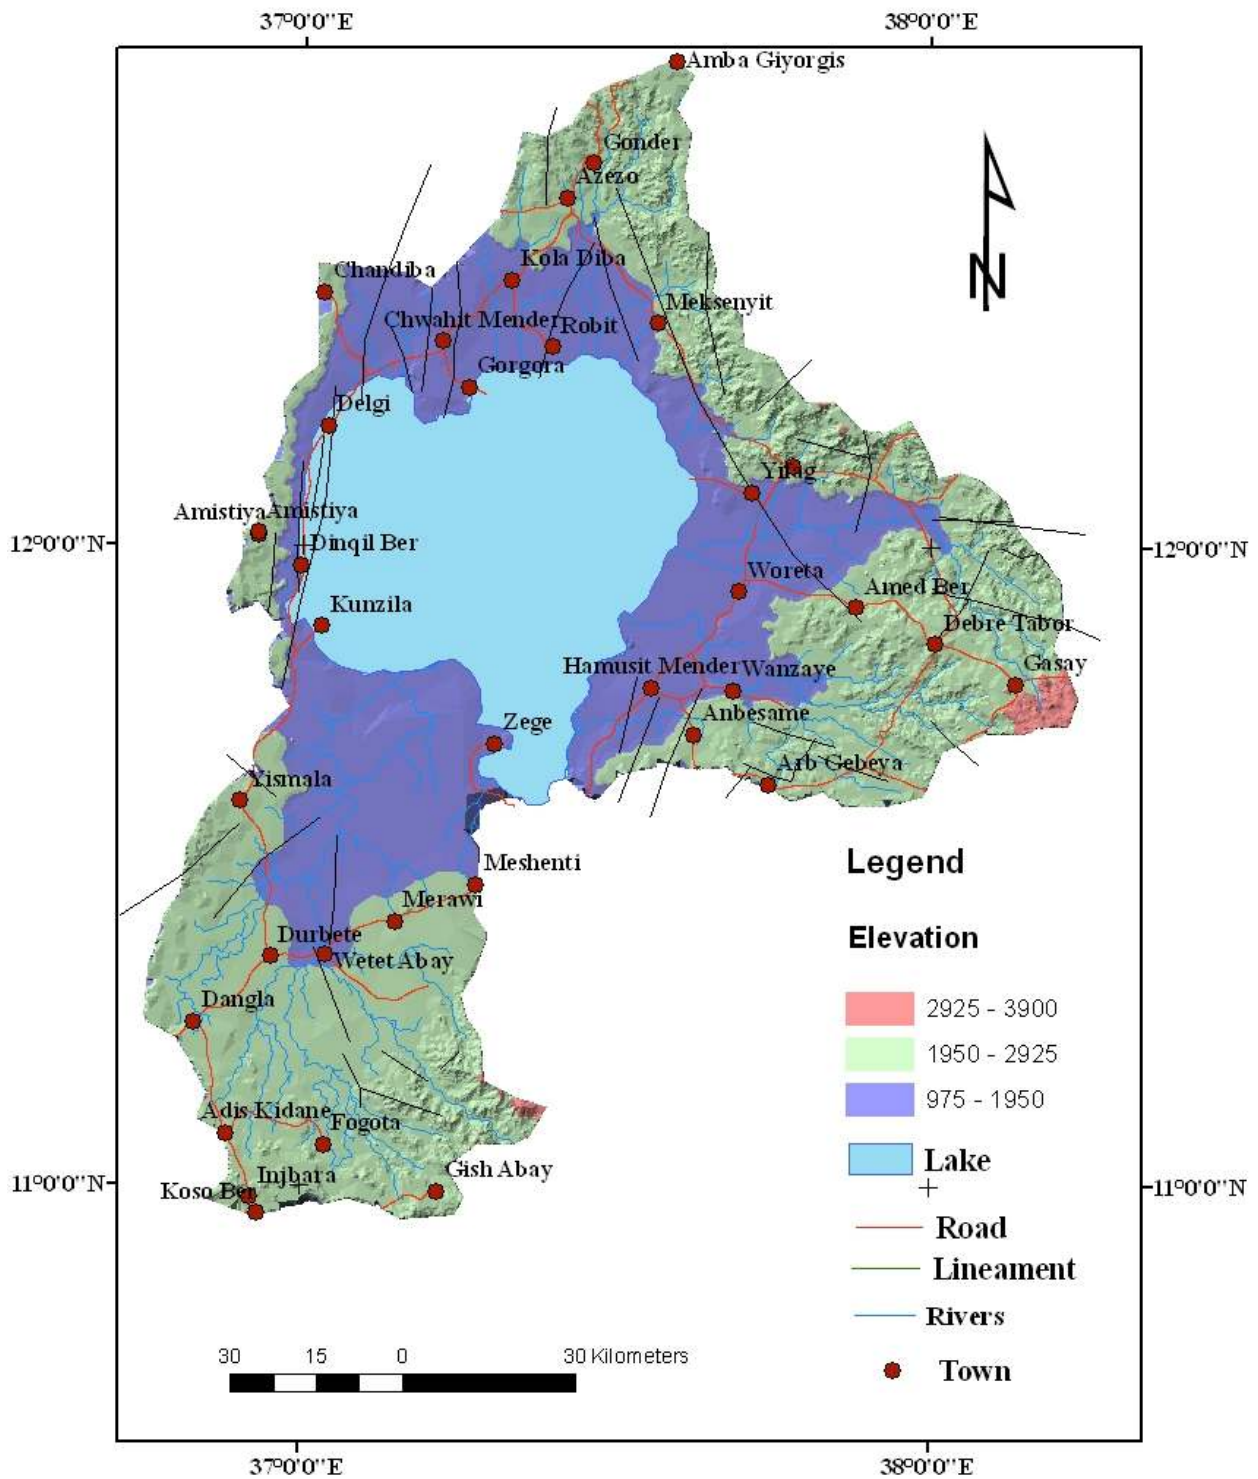 37°0'0"E
38°0'0"E
Amba Giyorgis
Gonder
Azezo
Kola Diba
Chandiba
Meksenyit
Chwahit Mender
Robit
Gorgora
Delgi
Yifag
Amistiya
Amistiya
12°0'0"N
Dinqil Ber
12°0'0"N
Woreta
Amed Ber
Kunzila
Debre Tabor
Hamusit Mender
Wanzaye
Gasay
Anbesame
Zege
Arb Gebeya
Yismala
Meshenti
Merawi
Durbete
Wetet Abay
Dangla
Adis Kidane
Fogota
Injbara
Gish Abay
Koso Ber
11°0'0"N
11°0'0"N
N
Legend
Elevation
2925 - 3900
1950 - 2925
975 - 1950
Lake
Road
Lineament
Rivers
Town
30 15 0 30 Kilometers
37°0'0"E
38°0'0"E